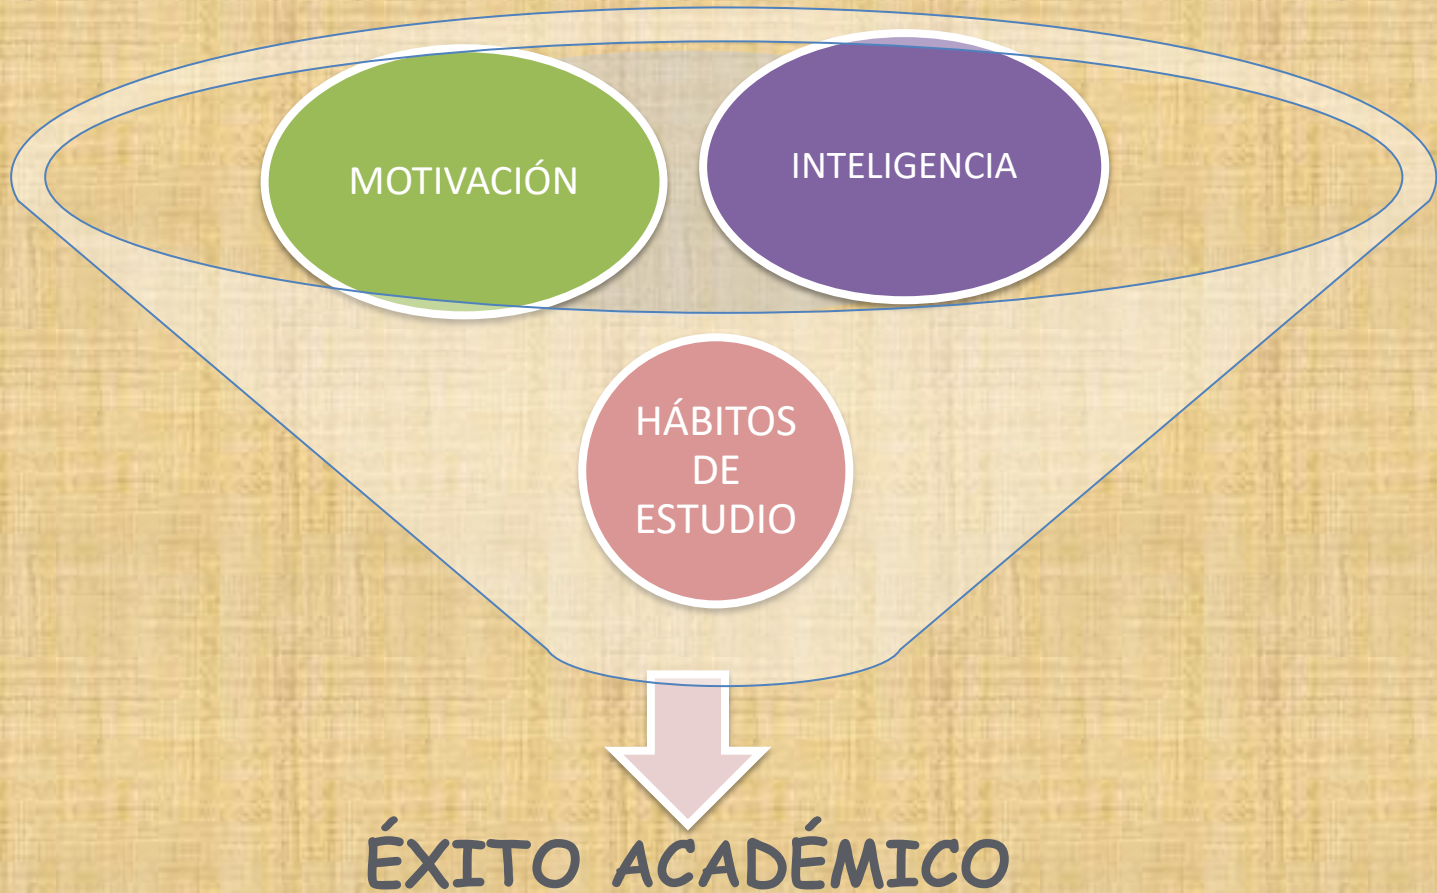 MOTIVACIÓN
INTELIGENCIA
HÁBITOS
DE
ESTUDIO
ÉXITO ACADÉMICO